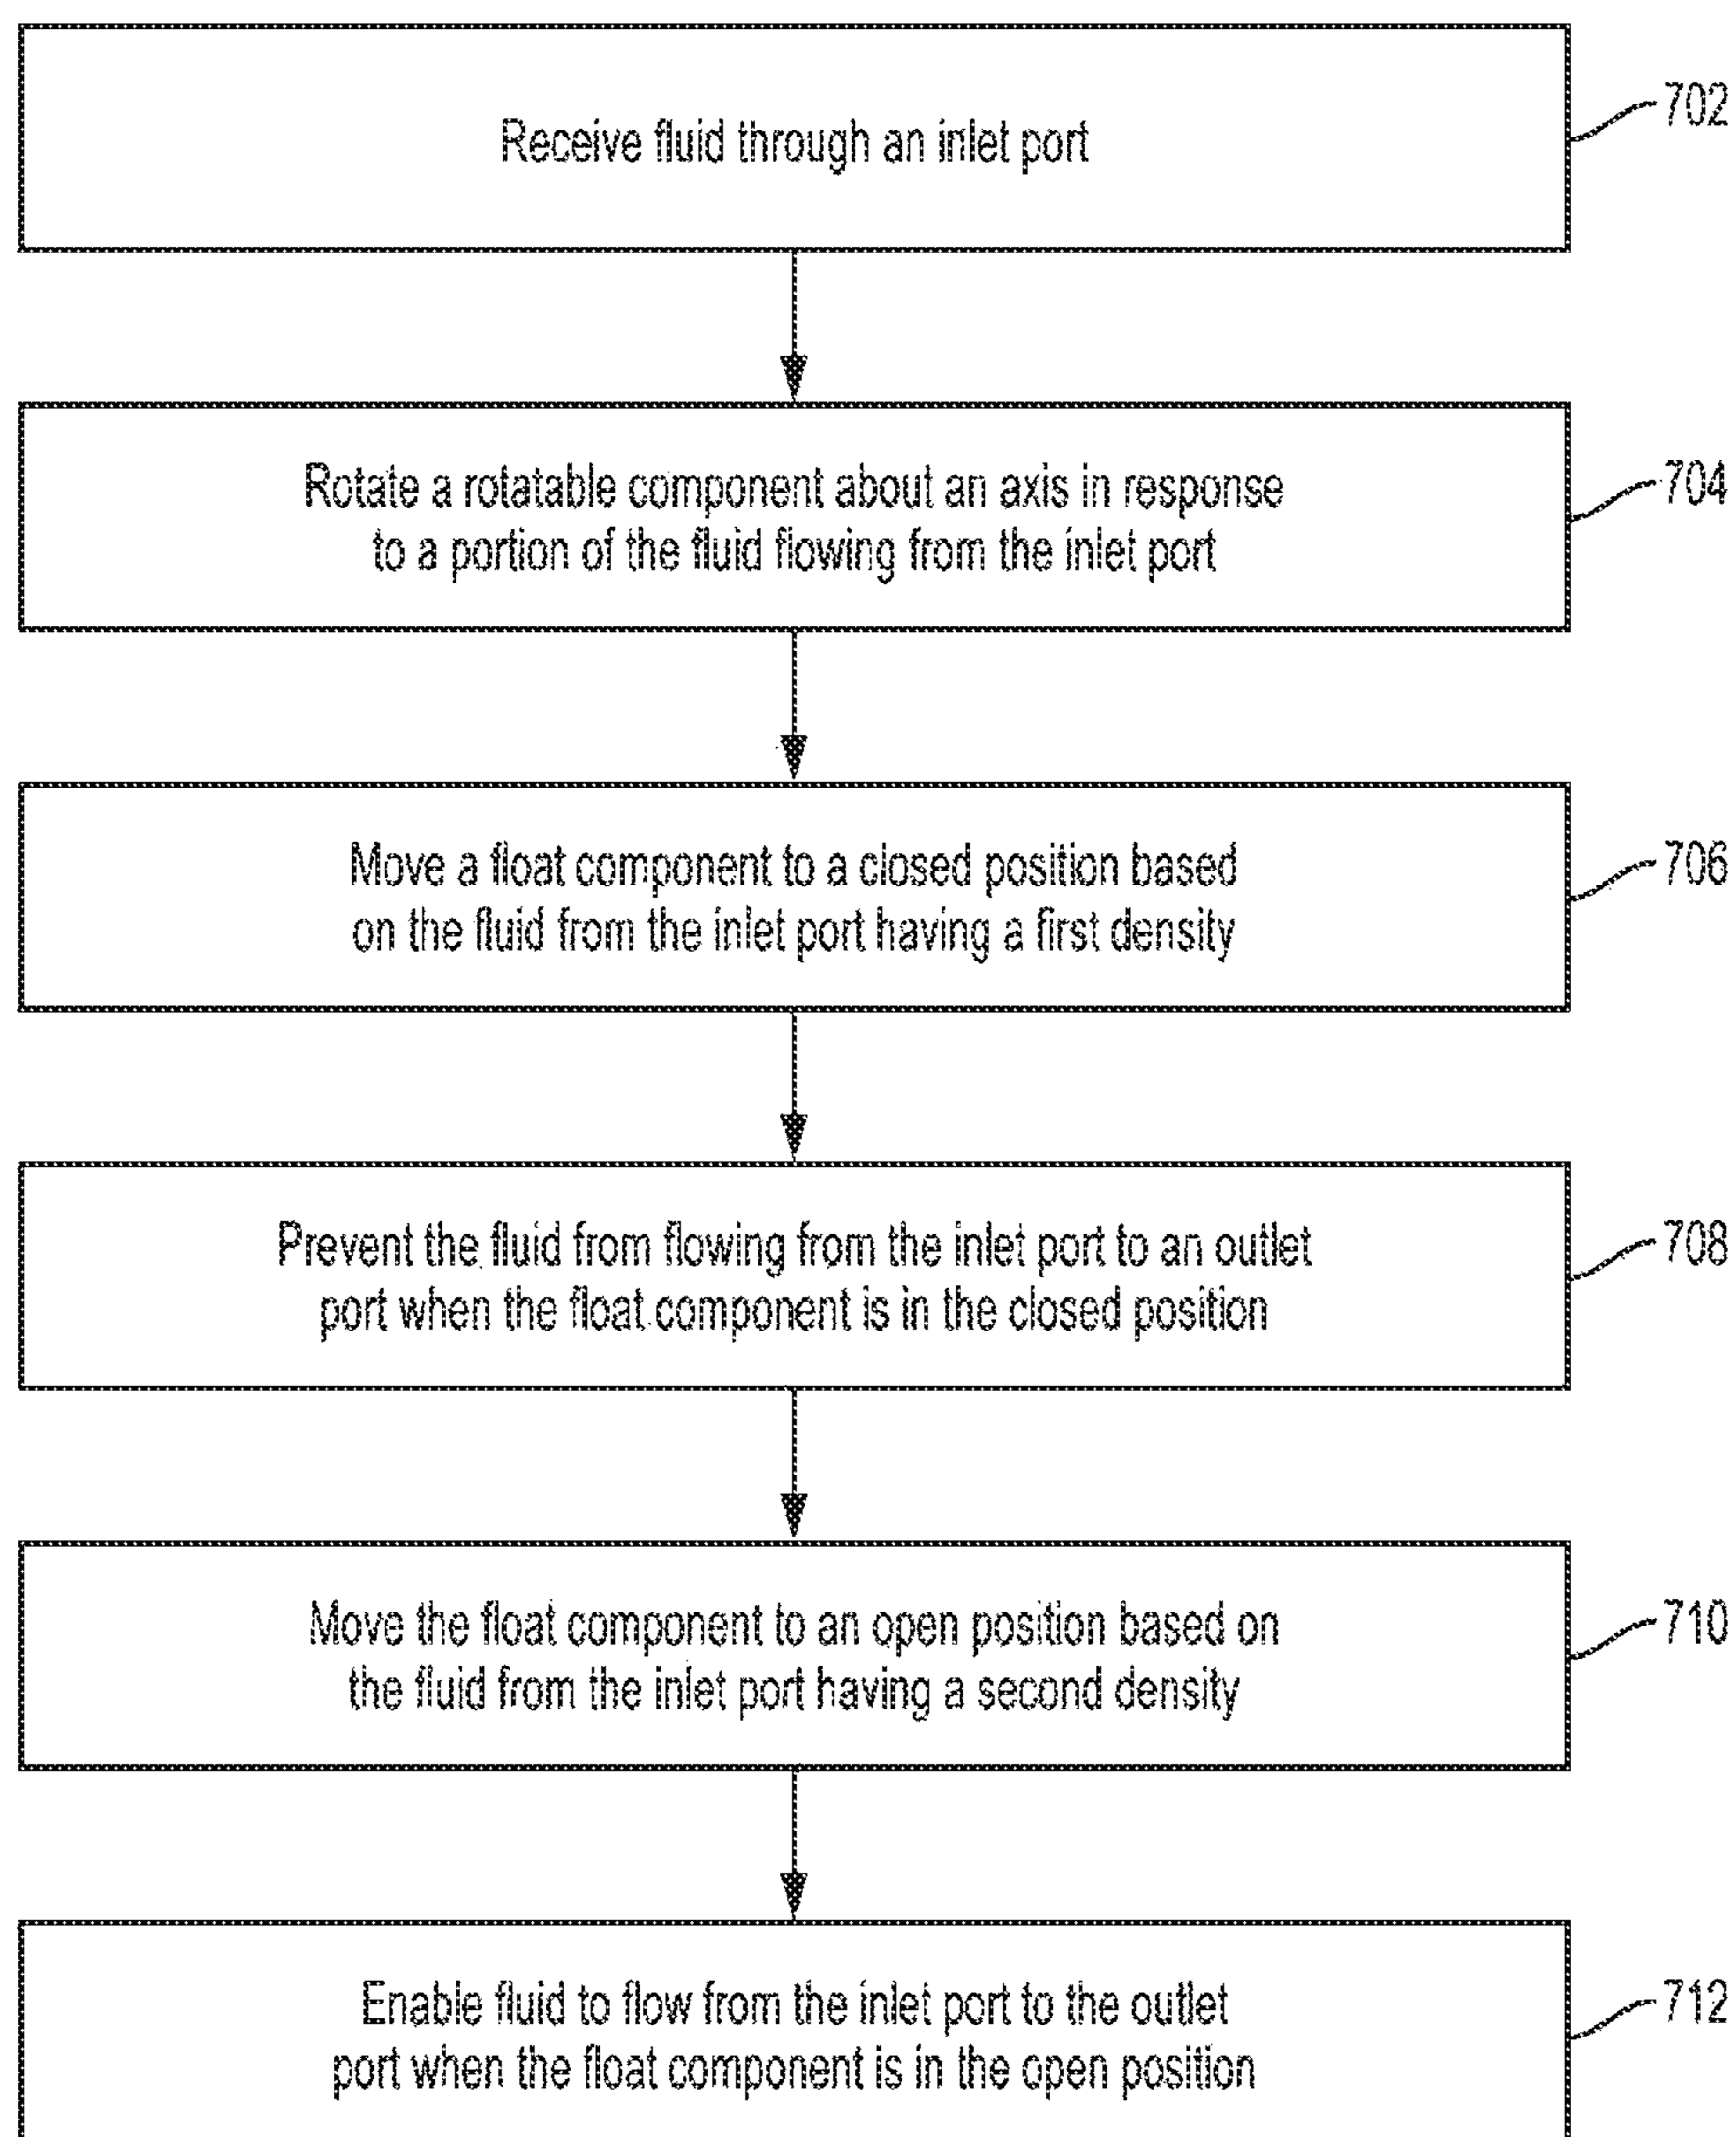 Receive fluid through an inlet port
702
Rotate a rotatable component about an axis in response
to a portion of the fluid flowing from the inlet port
704
Move a float component to a closed position based
on the fluid from the inlet port having a first density
706
Prevent the fluid from flowing from the inlet port to an outlet
port when the float component is in the closed position
708
Move the float component to an open position based on
the fluid from the inlet port having a second density
710
Enable fluid to flow from the inlet port to the outlet
port when the float component is in the open position
712